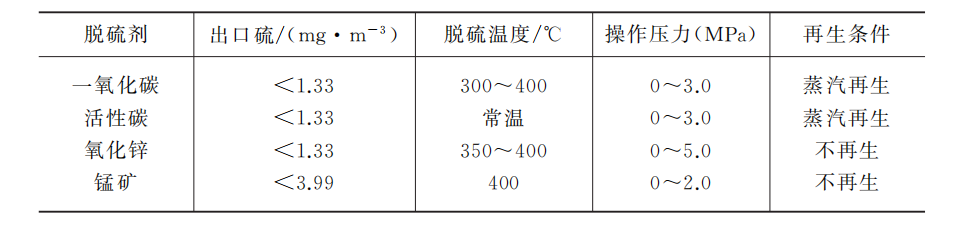 脱硫剂 出口硫/(mg·m⁻³) 脱硫温度/℃ 操作压力(MPa) 再生条件
一氧化碳 <1.33 300～400 0～3.0 蒸汽再生
活性碳 <1.33 常温 0～3.0 蒸汽再生
氧化锌 <1.33 350～400 0～5.0 不再生
锰矿 <3.99 400 0～2.0 不再生